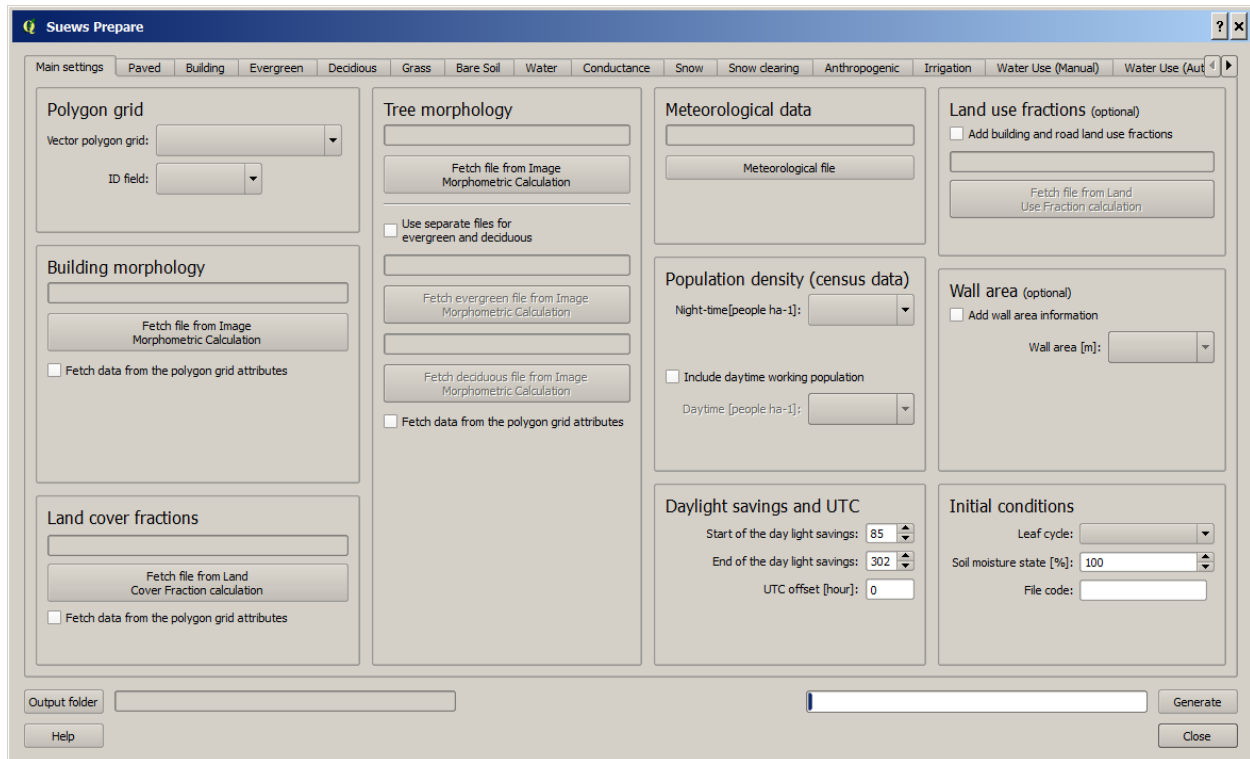 Suews Prepare
Main settings Paved Building Evergreen Decidious Grass Bare Soil Water Conductance Snow Snow clearing Anthropogenic Irrigation Water Use (Manual) Water Use (Aut
Polygon grid
Vector polygon grid:
ID field:
Building morphology
Fetch file from Image
Morphometric Calculation
Fetch data from the polygon grid attributes
Land cover fractions
Fetch file from Land
Cover Fraction calculation
Fetch data from the polygon grid attributes
Tree morphology
Fetch file from Image
Morphometric Calculation
Use separate files for
evergreen and deciduous
Fetch evergreen file from Image
Morphometric Calculation
Fetch deciduous file from Image
Morphometric Calculation
Fetch data from the polygon grid attributes
Meteorological data
Meteorological file
Population density (census data)
Night-time[people ha-1]:
Include daytime working population
Daytime [people ha-1]:
Daylight savings and UTC
Start of the day light savings: 85
End of the day light savings: 302
UTC offset [hour]: 0
Land use fractions (optional)
Add building and road land use fractions
Fetch file from Land
Use Fraction calculation
Wall area (optional)
Add wall area information
Wall area [m]:
Initial conditions
Leaf cycle:
Soil moisture state [%]: 100
File code:
Output folder
Generate
Help
Close